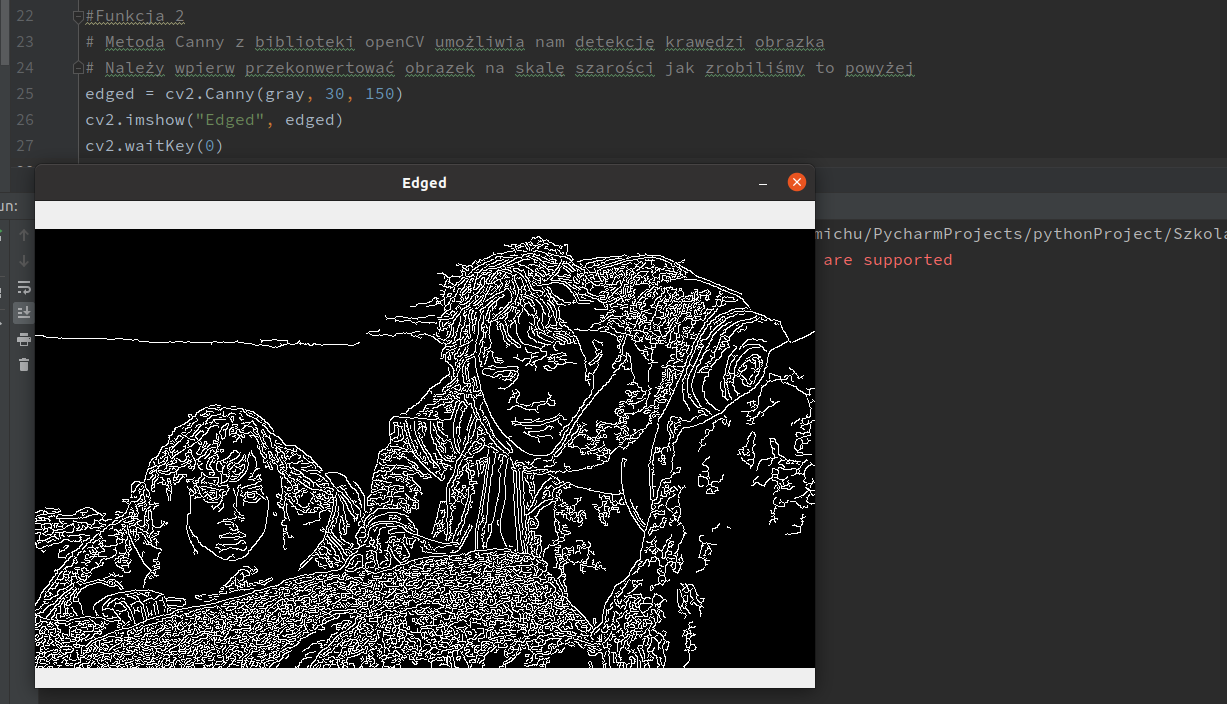 22 #Funkcja 2
23 # Metoda Canny z biblioteki openCV umożliwia nam detekcję krawędzi obrazka
24 # Należy wpierw przekonwertować obrazek na skalę szarości jak zrobiliśmy to powyżej
25 edged = cv2.Canny(gray, 30, 150)
26 cv2.imshow("Edged", edged)
27 cv2.waitKey(0)
Edged
un:
michu/PycharmProjects/pythonProject/Szkola
are supported